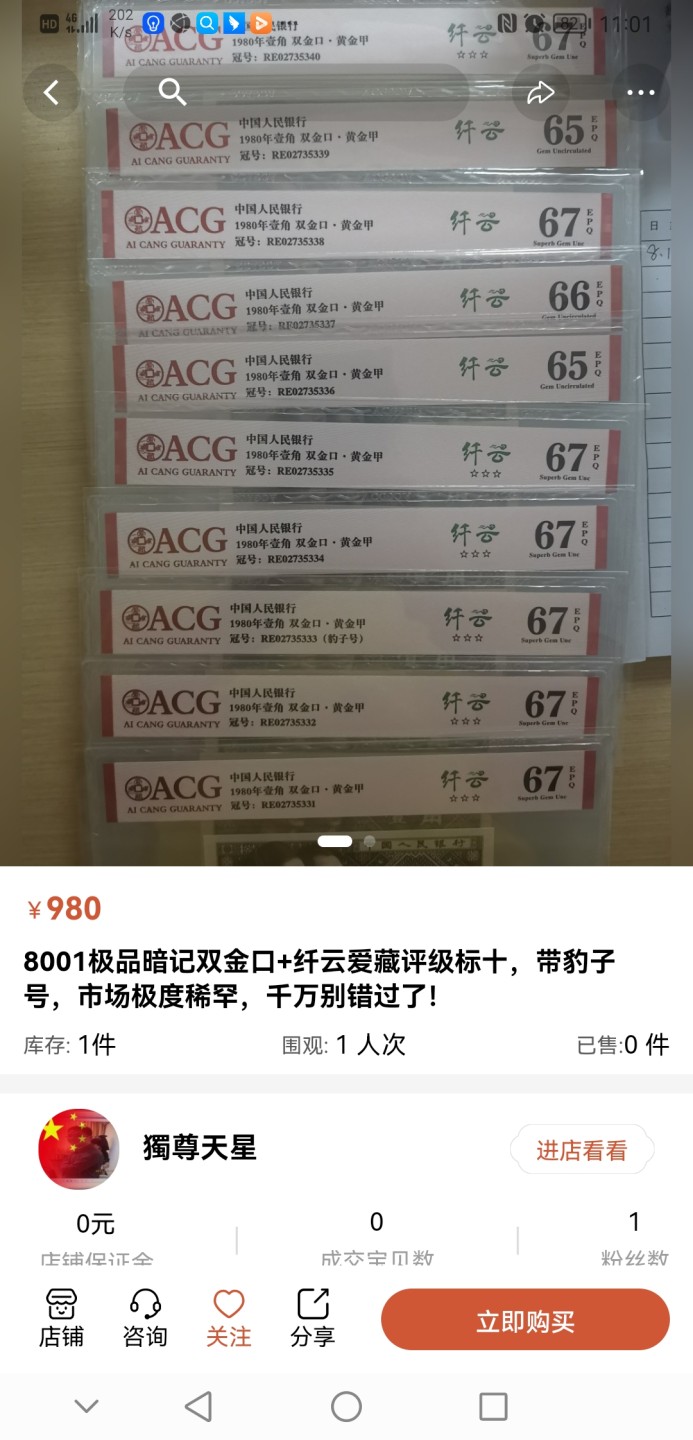 HD 4G 202 K/s 82 11:01
1980年壹角 双金口·黄金甲
冠号：RE02735340
ACG
AI CANG GUARANTY
纤云
☆☆☆
67 EPQ
Superb Gem Unc
中国人民银行
1980年壹角 双金口·黄金甲
冠号：RE02735339
ACG
AI CANG GUARANTY
纤云
65 EPQ
Gem Uncirculated
中国人民银行
1980年壹角 双金口·黄金甲
冠号：RE02735338
ACG
AI CANG GUARANTY
纤云
67 EPQ
Superb Gem Unc
中国人民银行
1980年壹角 双金口·黄金甲
冠号：RE02735337
ACG
AI CANG GUARANTY
纤云
66 EPQ
Gem Uncirculated
中国人民银行
1980年壹角 双金口·黄金甲
冠号：RE02735336
ACG
AI CANG GUARANTY
纤云
65 EPQ
Gem Uncirculated
中国人民银行
1980年壹角 双金口·黄金甲
冠号：RE02735335
ACG
AI CANG GUARANTY
纤云
☆☆☆
67 EPQ
Superb Gem Unc
中国人民银行
1980年壹角 双金口·黄金甲
冠号：RE02735334
ACG
AI CANG GUARANTY
纤云
☆☆☆
67 EPQ
Superb Gem Unc
中国人民银行
1980年壹角 双金口·黄金甲
冠号：RE02735333（豹子号）
ACG
AI CANG GUARANTY
纤云
☆☆☆
67 EPQ
Superb Gem Unc
中国人民银行
1980年壹角 双金口·黄金甲
冠号：RE02735332
ACG
AI CANG GUARANTY
纤云
☆☆☆
67 EPQ
Superb Gem Unc
中国人民银行
1980年壹角 双金口·黄金甲
冠号：RE02735331
ACG
AI CANG GUARANTY
纤云
☆☆☆
67 EPQ
Superb Gem Unc
日
国人民银行
¥980
8001极品暗记双金口+纤云爱藏评级标十，带豹子
号，市场极度稀罕，千万别错过了！
库存: 1件 围观: 1 人次 已售:0 件
獨尊天星
进店看看
0元 0 1
店铺保证金 成交宝贝数 粉丝数
店铺 咨询 关注 分享 立即购买